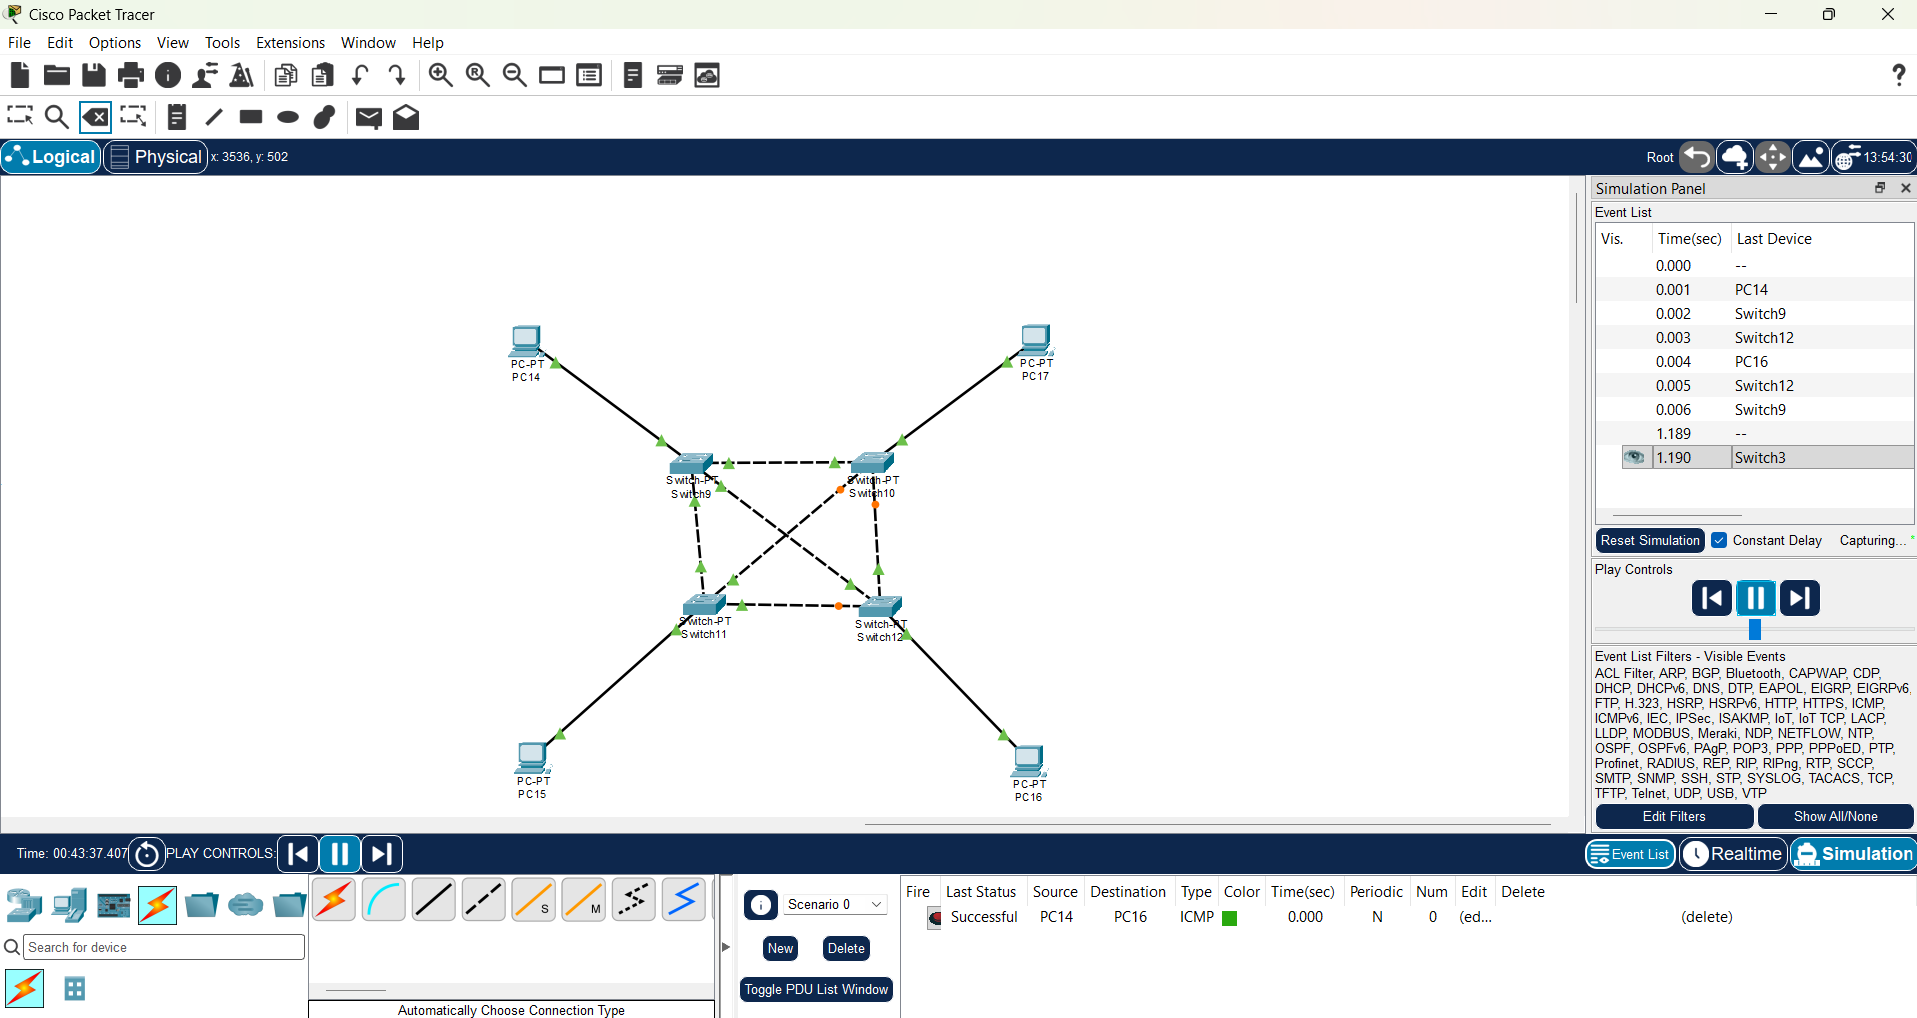 Cisco Packet Tracer
File Edit Options View Tools Extensions Window Help
Logical Physical x: 3536, y: 502 Root 13:54:30
Simulation Panel
Event List
Vis. Time(sec) Last Device
0.000 --
0.001 PC14
0.002 Switch9
0.003 Switch12
0.004 PC16
0.005 Switch12
0.006 Switch9
1.189 --
1.190 Switch3
Reset Simulation Constant Delay Capturing... *
Play Controls
Event List Filters - Visible Events
ACL Filter, ARP, BGP, Bluetooth, CAPWAP, CDP,
DHCP, DHCPv6, DNS, DTP, EAPOL, EIGRP, EIGRPv6,
FTP, H.323, HSRP, HSRPv6, HTTP, HTTPS, ICMP,
ICMPv6, IEC, IPSec, ISAKMP, IoT, IoT TCP, LACP,
LLDP, MODBUS, Meraki, NDP, NETFLOW, NTP,
OSPF, OSPFv6, PAgP, POP3, PPP, PPPoED, PTP,
Profinet, RADIUS, REP, RIP, RIPng, RTP, SCCP,
SMTP, SNMP, SSH, STP, SYSLOG, TACACS, TCP,
TFTP, Telnet, UDP, USB, VTP
Edit Filters Show All/None
PC-PT
PC14
PC-PT
PC17
Switch-PT
Switch9
Switch-PT
Switch10
Switch-PT
Switch11
Switch-PT
Switch12
PC-PT
PC15
PC-PT
PC16
Time: 00:43:37.407 PLAY CONTROLS: Event List Realtime Simulation
Search for device
S M
Automatically Choose Connection Type
Scenario 0
New Delete
Toggle PDU List Window
Fire Last Status Source Destination Type Color Time(sec) Periodic Num Edit Delete
Successful PC14 PC16 ICMP 0.000 N 0 (ed... (delete)